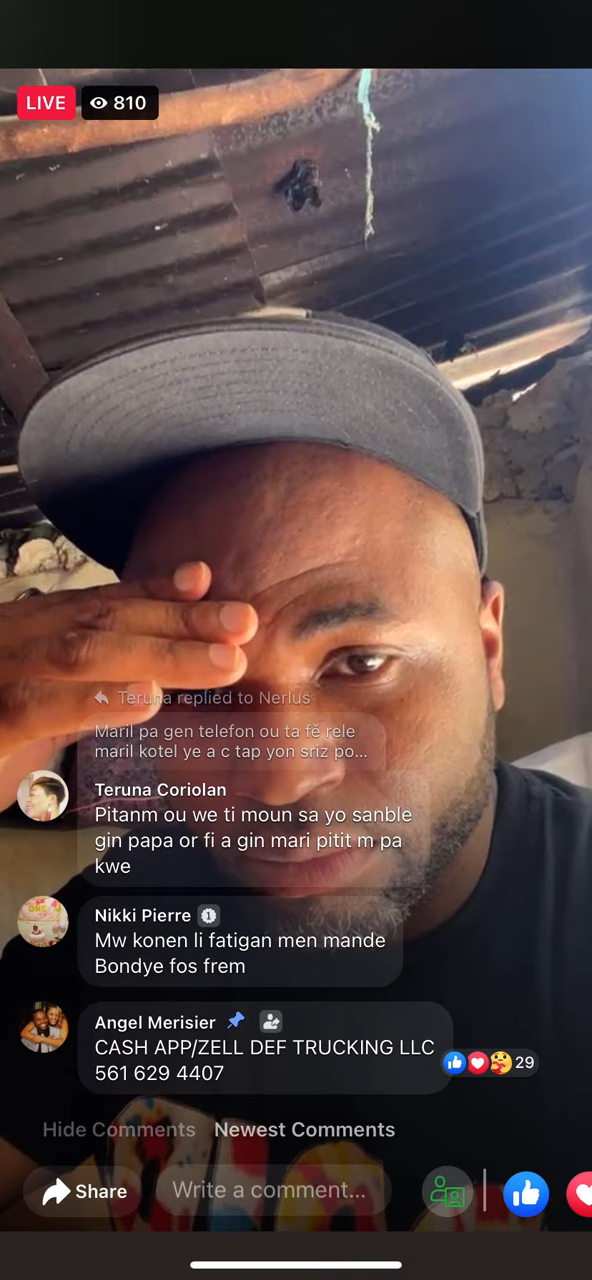 LIVE
810
Teruna replied to Nerlus
Maril pa gen telefon ou ta fě rele
maril kotel ye a c tap yon sriz po...
Teruna Coriolan
Pitanm ou we ti moun sa yo sanble
gin papa or fi a gin mari pitit m pa
kwe
Nikki Pierre
Mw konen li fatigan men mande
Bondye fos frem
Angel Merisier
CASH APP/ZELL DEF TRUCKING LLC
561 629 4407
29
Hide Comments Newest Comments
Share Write a comment...